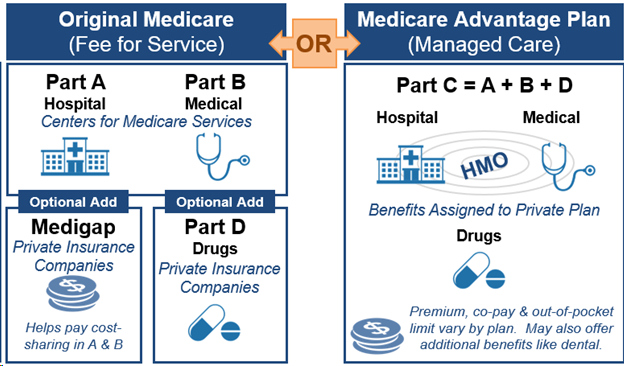 Original Medicare
(Fee for Service)
OR
Medicare Advantage Plan
(Managed Care)
Part A
Hospital
Part B
Medical
Centers for Medicare Services
Optional Add
Medigap
Private Insurance
Companies
Helps pay cost-
sharing in A & B
Optional Add
Part D
Drugs
Private Insurance
Companies
Part C = A + B + D
Hospital
Medical
HMO
Benefits Assigned to Private Plan
Drugs
Premium, co-pay & out-of-pocket
limit vary by plan. May also offer
additional benefits like dental.